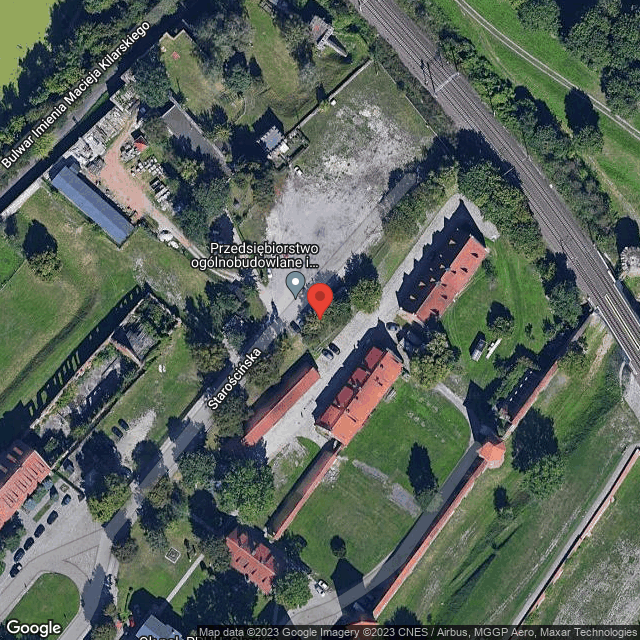 Bulwar Imienia Macieja Kilarskiego
Przedsiębiorstwo
ogólnobudowlane i...
Starościńska
Google
Map data ©2023 Google Imagery ©2023 CNES / Airbus, MGGP Aero, Maxar Technologies